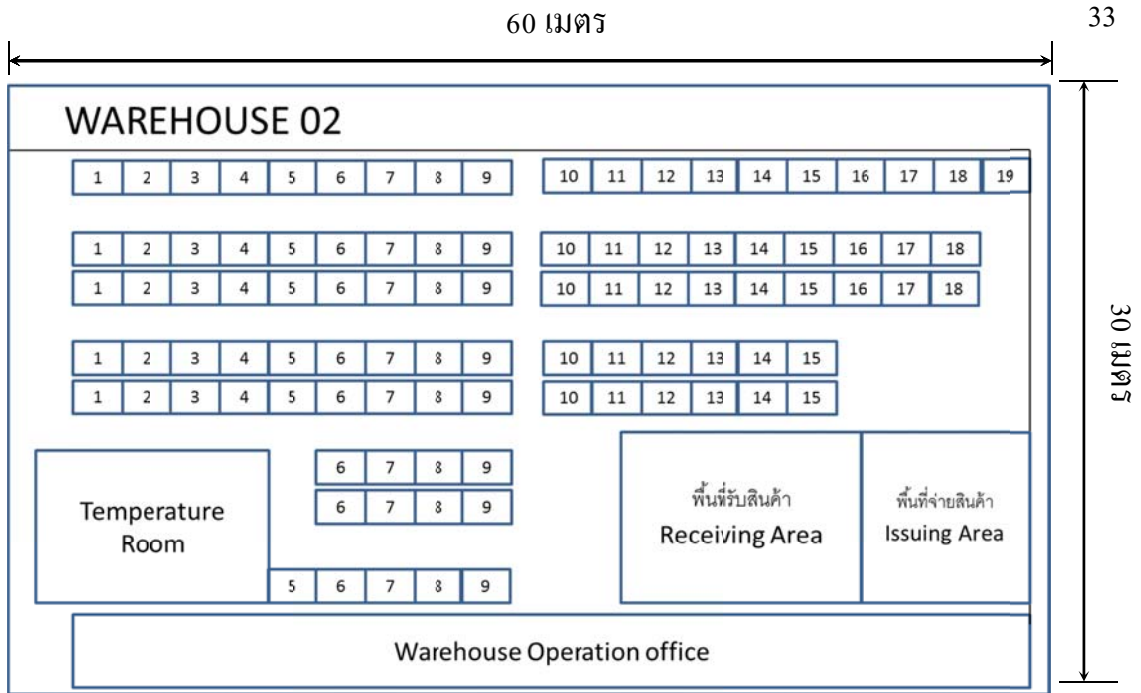 60 เมตร 33
WAREHOUSE 02
1 2 3 4 5 6 7 8 9 10 11 12 13 14 15 16 17 18 19
1 2 3 4 5 6 7 8 9 10 11 12 13 14 15 16 17 18
1 2 3 4 5 6 7 8 9 10 11 12 13 14 15 16 17 18
1 2 3 4 5 6 7 8 9 10 11 12 13 14 15
1 2 3 4 5 6 7 8 9 10 11 12 13 14 15
30 เมตร
6 7 8 9
6 7 8 9
Temperature
Room
พื้นที่รับสินค้า
Receiving Area
พื้นที่จ่ายสินค้า
Issuing Area
5 6 7 8 9
Warehouse Operation office